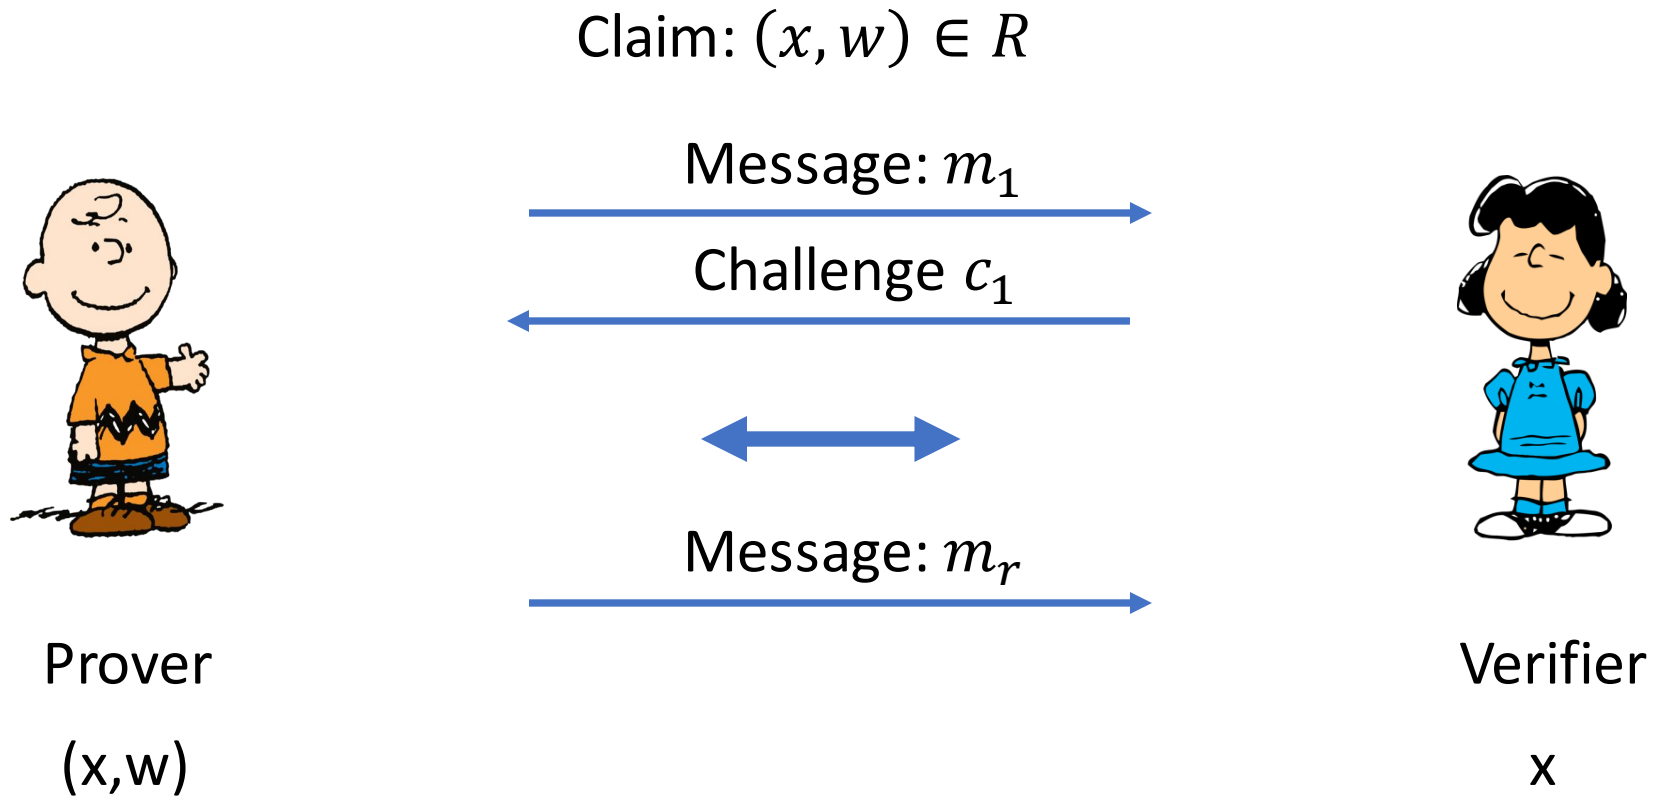 Claim: (x, w) ∈ R
Message: m₁
Challenge c₁
Message: mᵣ
Prover
Verifier
(x,w)
x